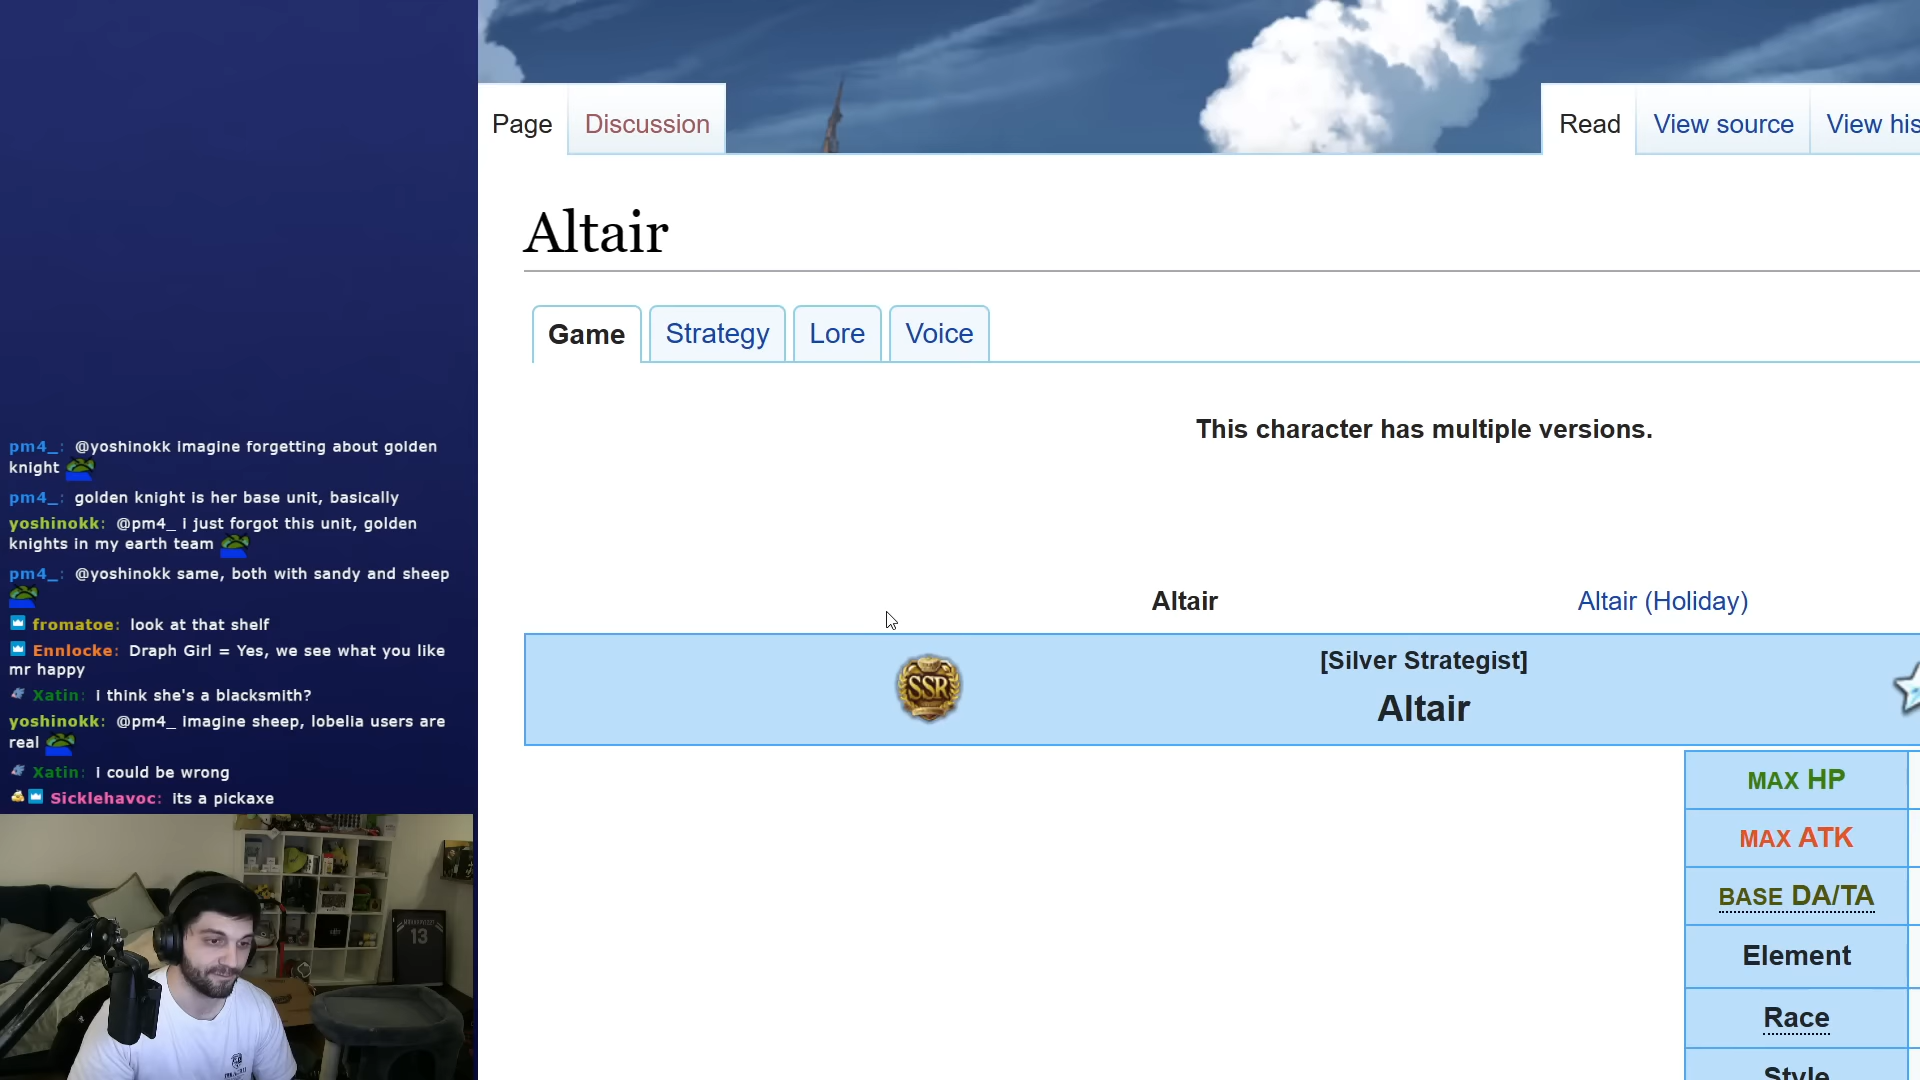 pm4_: @yoshinokk imagine forgetting about golden
knight
pm4_: golden knight is her base unit, basically
yoshinokk: @pm4_ i just forgot this unit, golden
knights in my earth team
pm4_: @yoshinokk same, both with sandy and sheep
fromatoe: look at that shelf
Ennlocke: Draph Girl = Yes, we see what you like
mr happy
Xatin: I think she's a blacksmith?
yoshinokk: @pm4_ imagine sheep, lobelia users are
real
Xatin: I could be wrong
Sicklehavoc: its a pickaxe
13
Page
Discussion
Read
View source
View his
Altair
Game
Strategy
Lore
Voice
This character has multiple versions.
Altair
Altair (Holiday)
SSR
[Silver Strategist]
Altair
MAX HP
MAX ATK
BASE DA/TA
Element
Race
Style